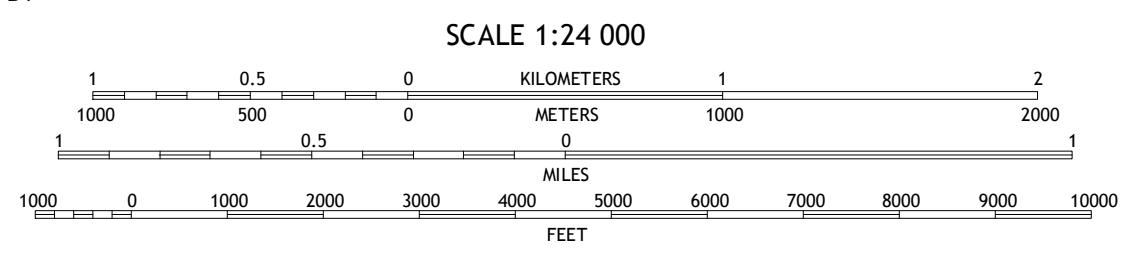 SCALE 1:24 000
1 0.5 0 KILOMETERS 1 2
1000 500 0 METERS 1000 2000
1 0.5 0 1
MILES
1000 0 1000 2000 3000 4000 5000 6000 7000 8000 9000 10000
FEET